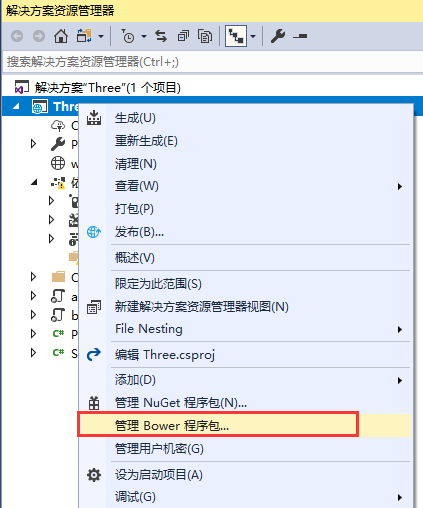 解决方案资源管理器
搜索解决方案资源管理器(Ctrl+;)
解决方案"Three"(1 个项目)
Thre
生成(U)
重新生成(E)
清理(N)
查看(W)
打包(P)
发布(B)...
概述(V)
限定为此范围(S)
新建解决方案资源管理器视图(N)
File Nesting
编辑 Three.csproj
添加(D)
管理 NuGet 程序包(N)...
管理 Bower 程序包...
管理用户机密(G)
设为启动项目(A)
调试(G)
C
P
w
依
C
a
b
C# P
C# S